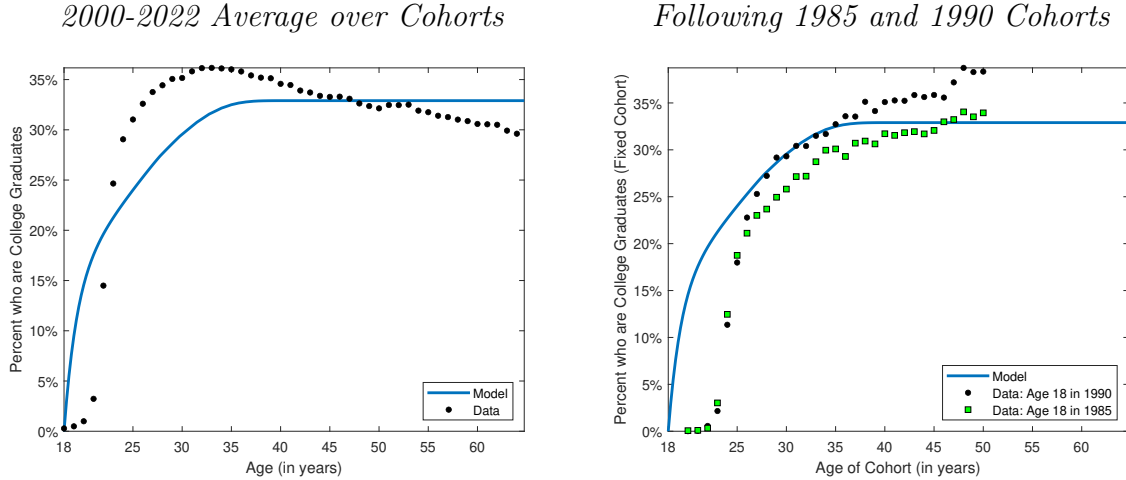 2000-2022 Average over Cohorts
Percent who are College Graduates
35%
30%
25%
20%
15%
10%
5%
0%
18 25 30 35 40 45 50 55 60
Age (in years)
Model
Data
Following 1985 and 1990 Cohorts
Percent who are College Graduates (Fixed Cohort)
35%
30%
25%
20%
15%
10%
5%
0%
18 25 30 35 40 45 50 55 60
Age of Cohort (in years)
Model
Data: Age 18 in 1990
Data: Age 18 in 1985